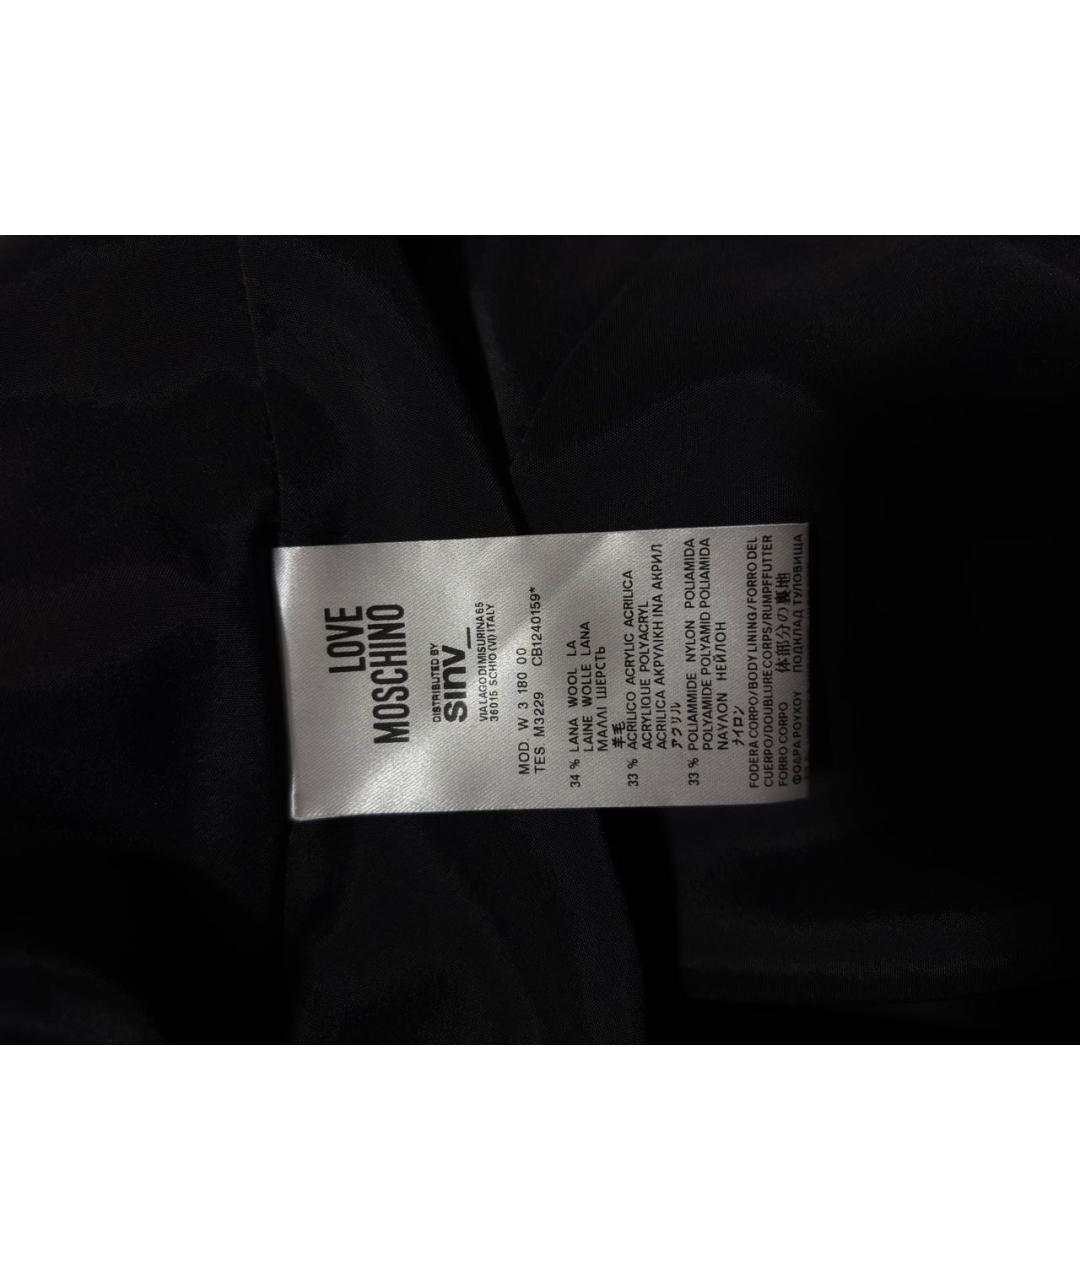 LOVE
MOSCHINO
DISTRIBUTED BY
sinv_
VIA LAGO DI MISURINA 65
36015 SCHIO (VI) ITALY
MOD. W 3 180 00
TES. M3229 CB1240159*
34 % LANA WOOL LA
LAINE WOLLE LANA
ΜΑΛΛΙ ШЕРСТЬ
羊毛
33 % ACRILICO ACRYLIC ACRILICA
ACRYLIQUE POLYACRYL
ACRILICA ΑΚΡΥΛΙΚΗ ΙΝΑ АКРИЛ
アクリル
33 % POLIAMMIDE NYLON POLIAMIDA
POLYAMIDE POLYAMID POLIAMIDA
ΝΑΥΛΟΝ НЕЙЛОН
ナイロン
FODERA CORPO/BODY LINING/FORRO DEL
CUERPO/DOUBLURE CORPS/RUMPFFUTTER
FORRO CORPO 体部分の裏地
ΦΟΔΡΑ ΡΟΥΧΟΥ ПОДКЛАД ТУЛОВИЩА